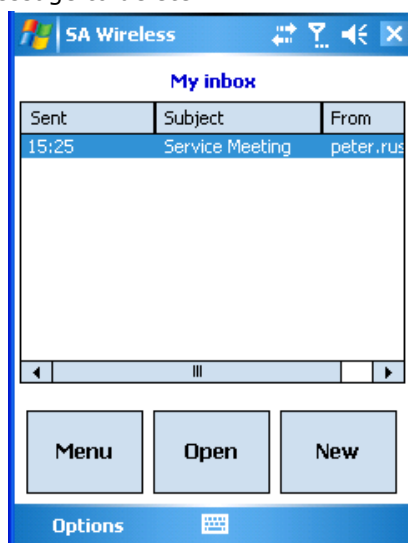 SA Wireless
My inbox
Sent Subject From
15:25 Service Meeting peter.rus
Menu Open New
Options